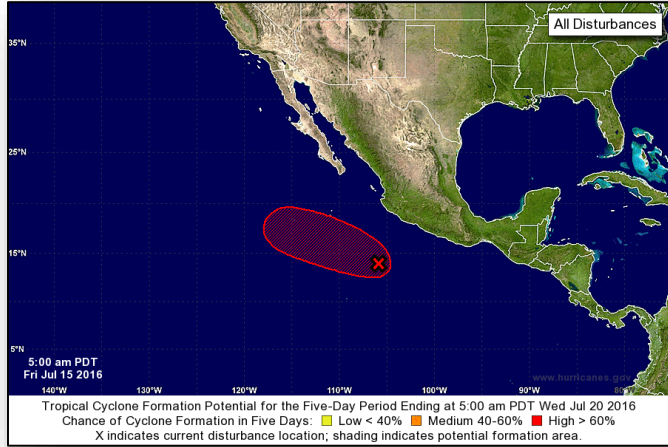 All Disturbances
35°N
25°N
15°N
5°N
5:00 am PDT
Fri Jul 15 2016
www.hurricanes.gov
140°W 130°W 120°W 110°W 100°W 90°W 80°W
Tropical Cyclone Formation Potential for the Five-Day Period Ending at 5:00 am PDT Wed Jul 20 2016
Chance of Cyclone Formation in Five Days: Low < 40% Medium 40-60% High > 60%
X indicates current disturbance location; shading indicates potential formation area.